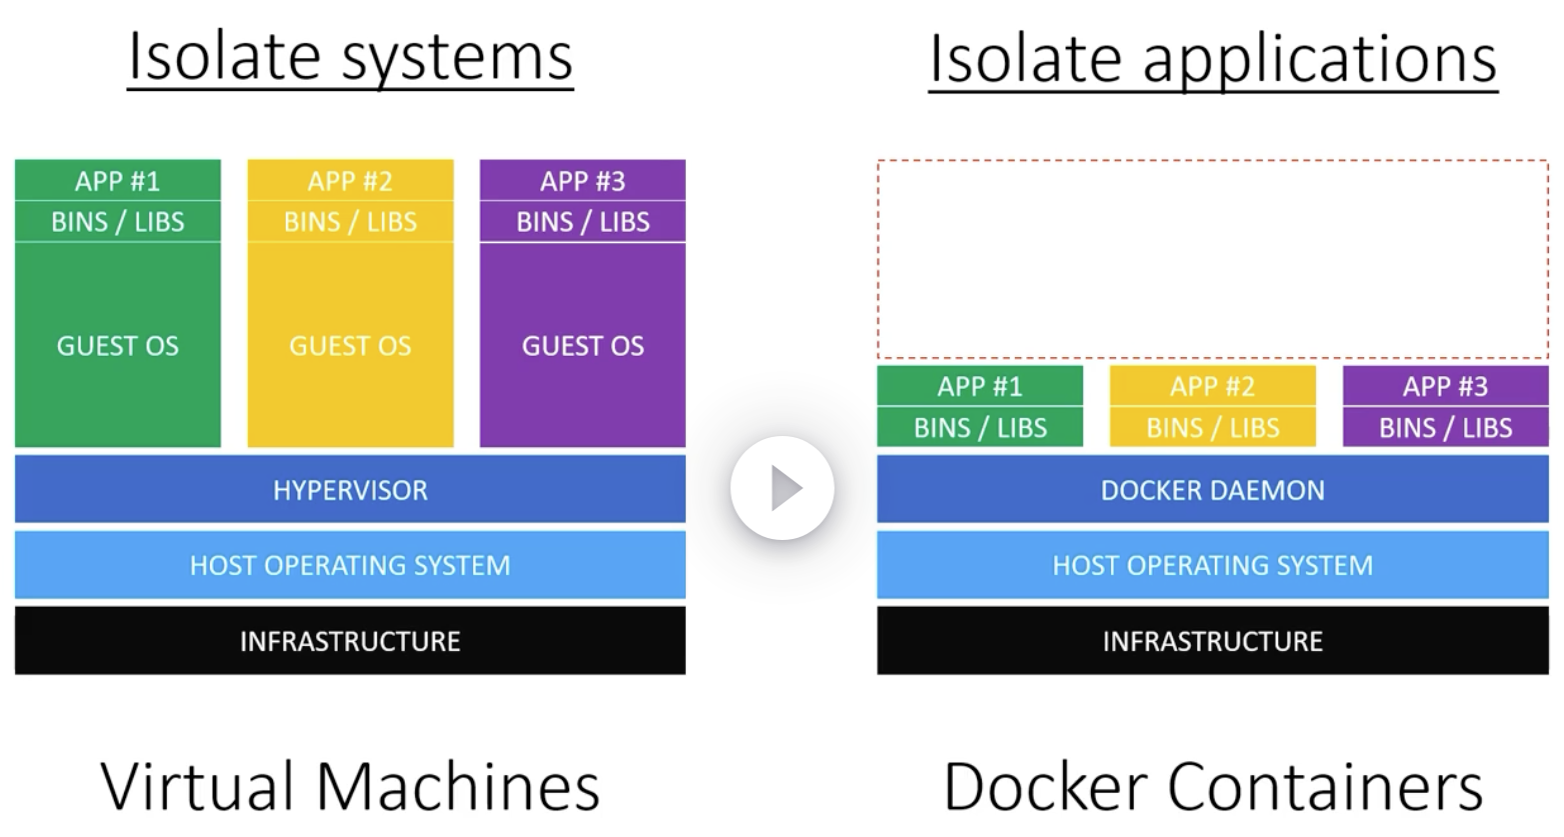 Isolate systems
APP #1
BINS / LIBS
GUEST OS
APP #2
BINS / LIBS
GUEST OS
APP #3
BINS / LIBS
GUEST OS
HYPERVISOR
HOST OPERATING SYSTEM
INFRASTRUCTURE
Virtual Machines
Isolate applications
APP #1
BINS / LIBS
APP #2
BINS / LIBS
APP #3
BINS / LIBS
DOCKER DAEMON
HOST OPERATING SYSTEM
INFRASTRUCTURE
Docker Containers